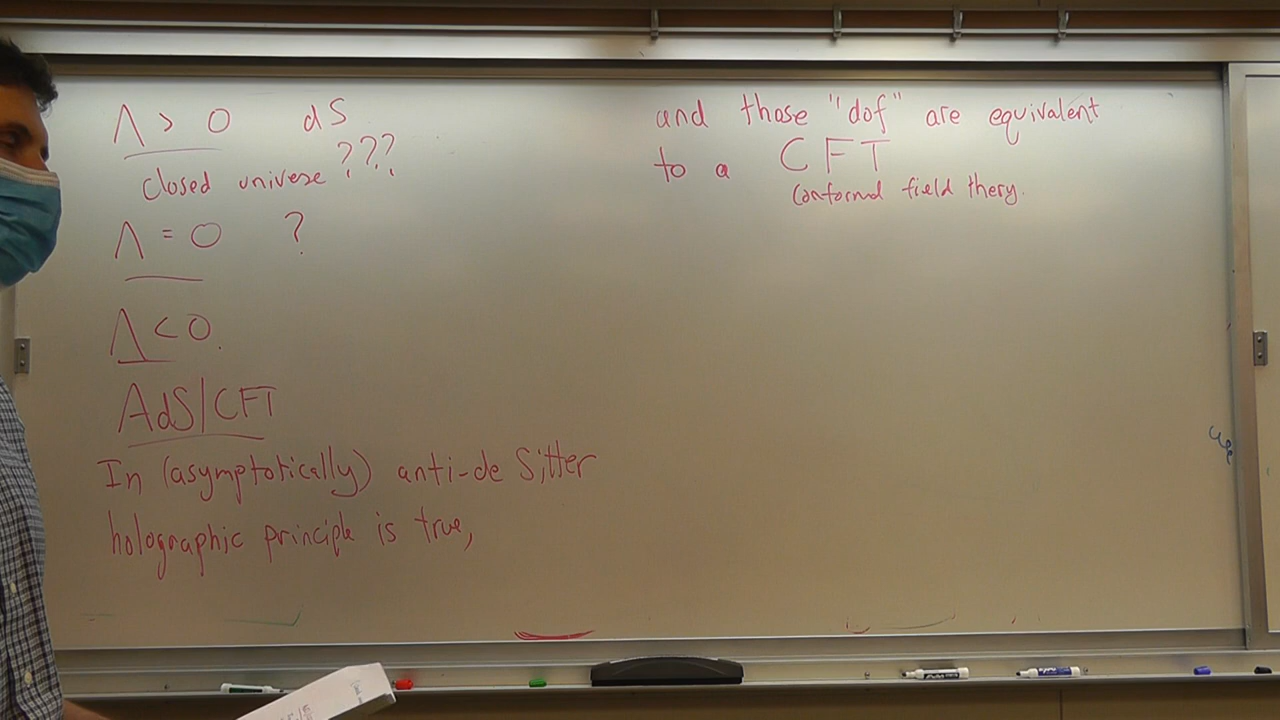 Λ > 0 dS
closed universe ???
Λ = 0 ?
Λ < 0.
AdS/CFT
In (asymptotically) anti-de Sitter
holographic principle is true,
and those "dof" are equivalent
to a CFT
Conformal field thery.